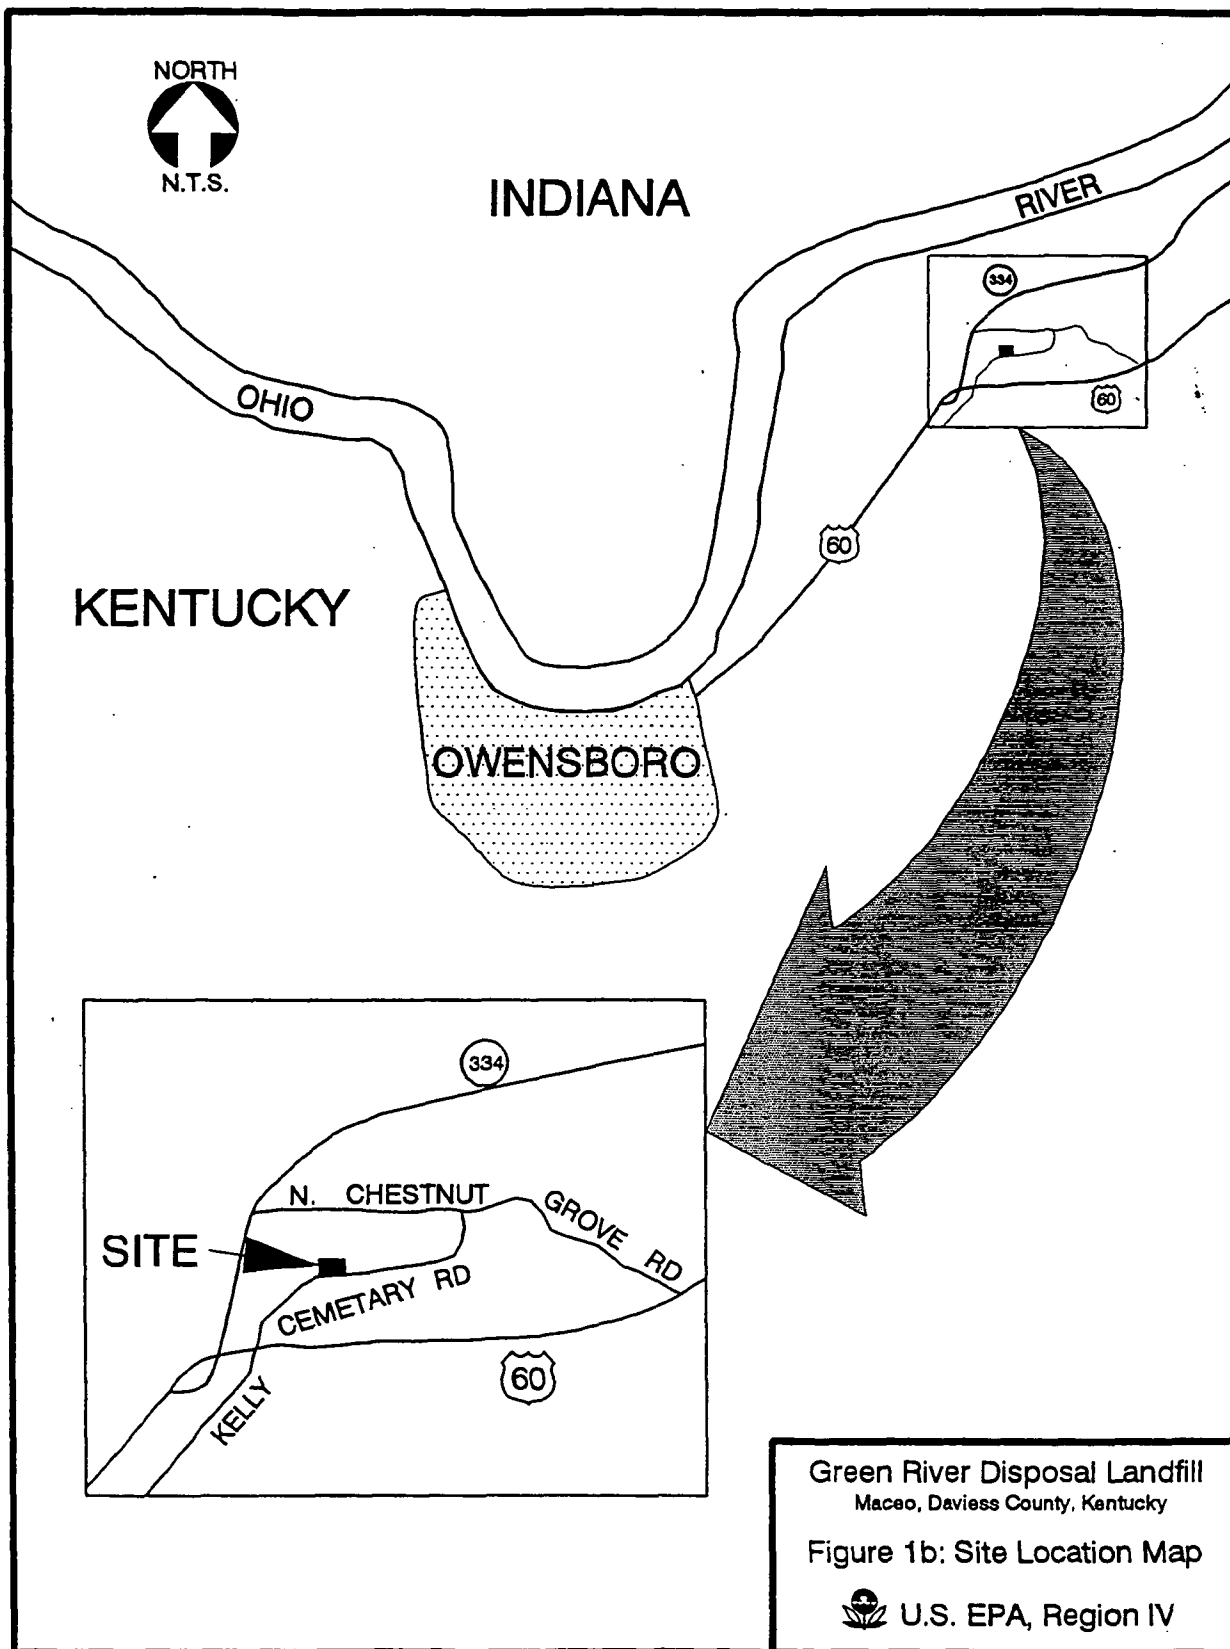 NORTH
N.T.S.
INDIANA
RIVER
334
60
OHIO
60
KENTUCKY
OWENSBORO
334
N. CHESTNUT
GROVE RD
SITE
CEMETARY RD
60
KELLY
Green River Disposal Landfill
Maceo, Daviess County, Kentucky
Figure 1b: Site Location Map
U.S. EPA, Region IV